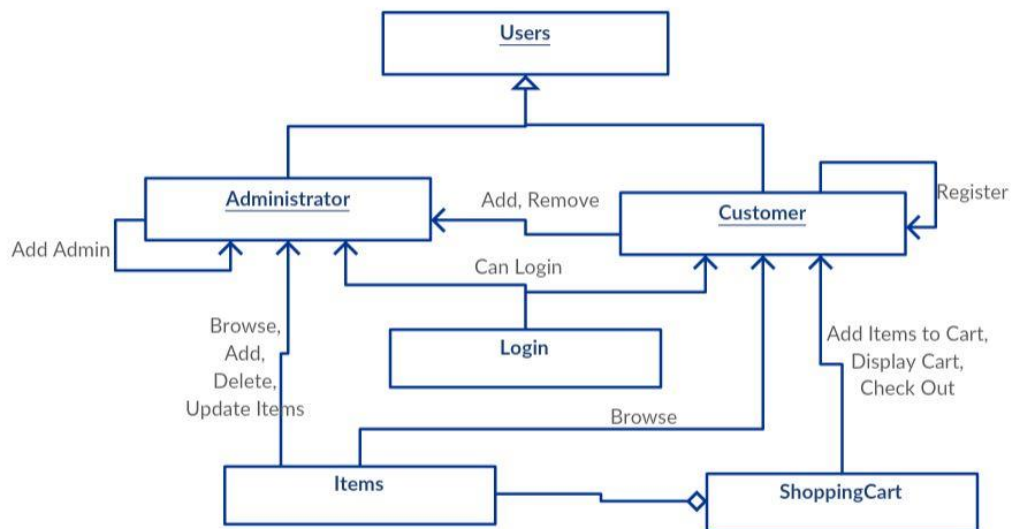 Users
Administrator
Add, Remove
Customer
Register
Add Admin
Can Login
Browse,
Add,
Delete,
Update Items
Login
Add Items to Cart,
Display Cart,
Check Out
Browse
Items
ShoppingCart